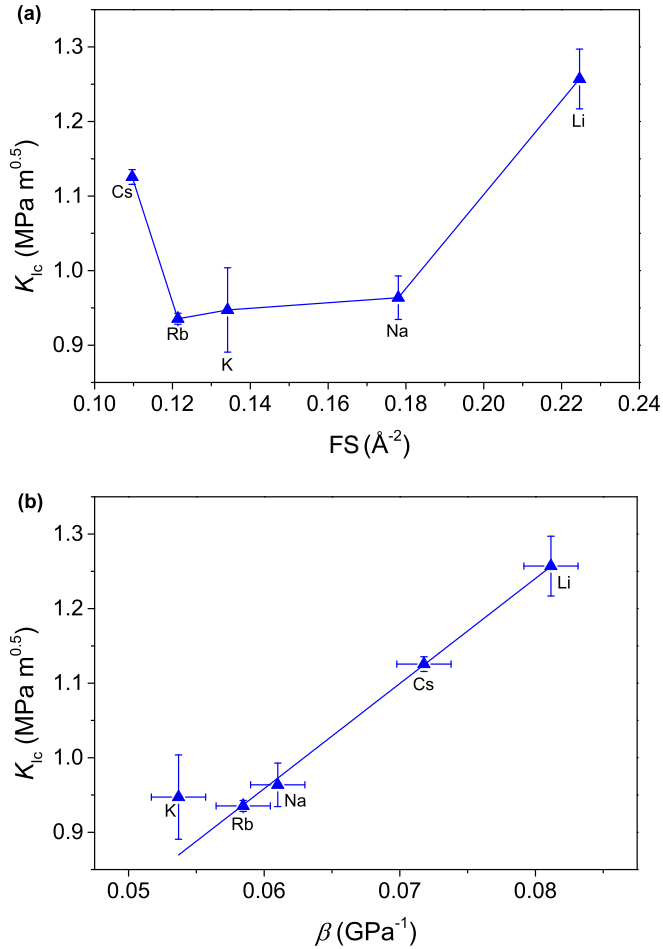 (a)
1.3
1.2
1.1
1.0
0.9
K_Ic (MPa m^0.5)
Cs
Rb
K
Na
Li
0.10 0.12 0.14 0.16 0.18 0.20 0.22 0.24
FS (Å^-2)
(b)
1.3
1.2
1.1
1.0
0.9
K_Ic (MPa m^0.5)
Li
Cs
K
Rb
Na
0.05 0.06 0.07 0.08
β (GPa^-1)